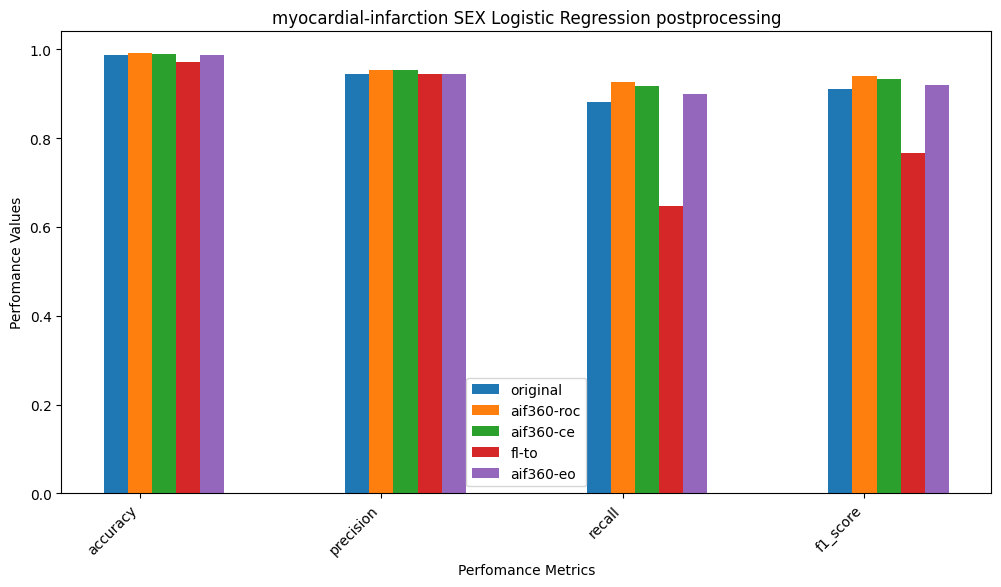 myocardial-infarction SEX Logistic Regression postprocessing
Perfomance Values
1.0
0.8
0.6
0.4
0.2
0.0
original
aif360-roc
aif360-ce
fl-to
aif360-eo
accuracy
precision
recall
f1_score
Perfomance Metrics